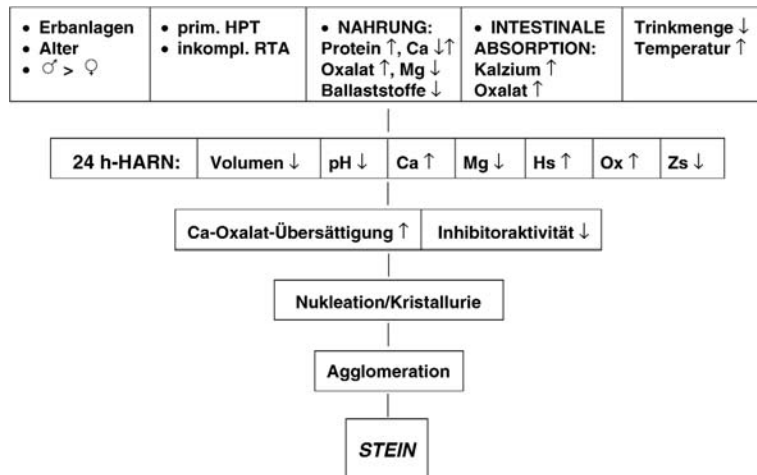 • Erbanlagen
• Alter
• ♂ > ♀
• prim. HPT
• inkompl. RTA
• NAHRUNG:
Protein ↑, Ca ↓↑
Oxalat ↑, Mg ↓
Ballaststoffe ↓
• INTESTINALE
ABSORPTION:
Kalzium ↑
Oxalat ↑
Trinkmenge ↓
Temperatur ↑
24 h-HARN: Volumen ↓ pH ↓ Ca ↑ Mg ↓ Hs ↑ Ox ↑ Zs ↓
Ca-Oxalat-Übersättigung ↑ Inhibitoraktivität ↓
Nukleation/Kristallurie
Agglomeration
STEIN